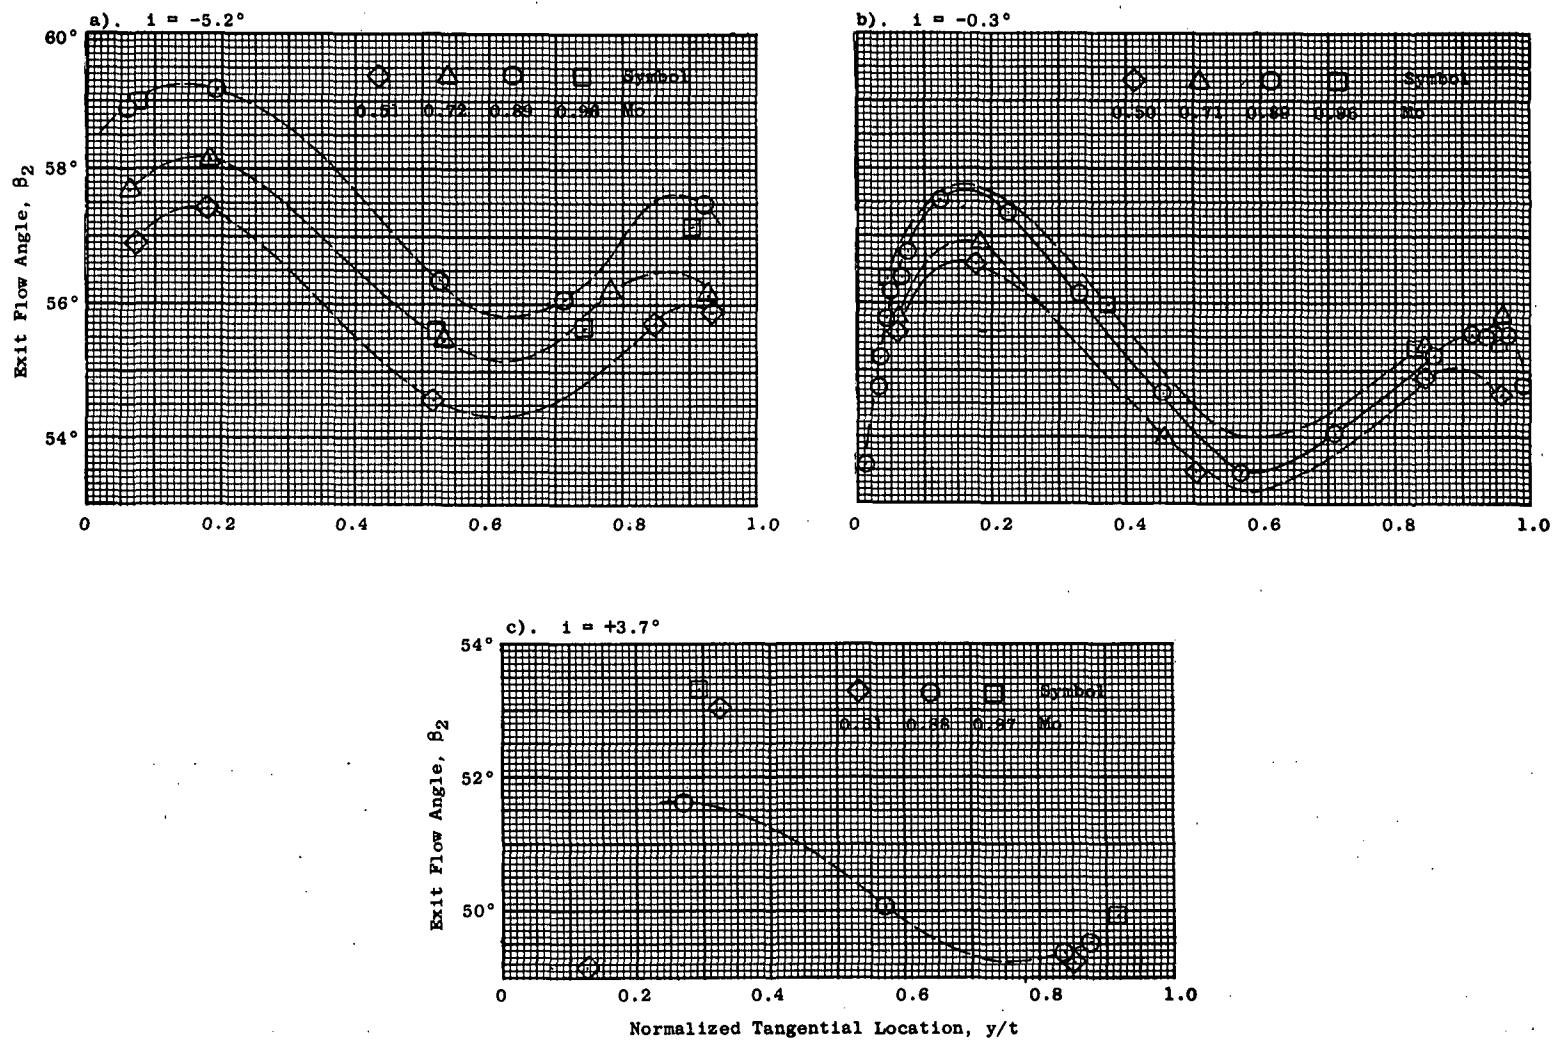 a). i = -5.2°
60°
58°
56°
54°
Exit Flow Angle, β2
Symbol
0.51 0.72 0.89 0.98 Mo
0 0.2 0.4 0.6 0.8 1.0
b). i = -0.3°
Symbol
0.50 0.71 0.89 0.96 Mo
0 0.2 0.4 0.6 0.8 1.0
c). i = +3.7°
54°
52°
50°
Exit Flow Angle, β2
Symbol
0.51 0.88 0.97 Mo
0 0.2 0.4 0.6 0.8 1.0
Normalized Tangential Location, y/t